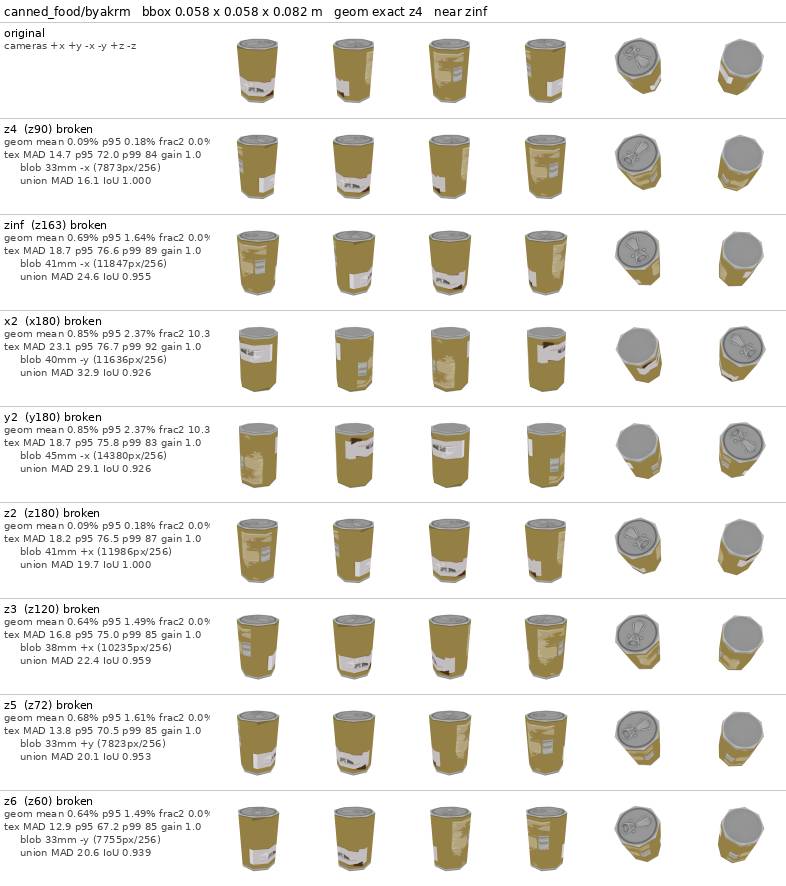 canned_food/byakrm bbox 0.058 x 0.058 x 0.082 m geom exact z4 near zinf
original
cameras +x +y -x -y +z -z
z4 (z90) broken
geom mean 0.09% p95 0.18% frac2 0.0%
tex MAD 14.7 p95 72.0 p99 84 gain 1.0
blob 33mm -x (7873px/256)
union MAD 16.1 IoU 1.000
zinf (z163) broken
geom mean 0.69% p95 1.64% frac2 0.0%
tex MAD 18.7 p95 76.6 p99 89 gain 1.0
blob 41mm -x (11847px/256)
union MAD 24.6 IoU 0.955
x2 (x180) broken
geom mean 0.85% p95 2.37% frac2 10.3
tex MAD 23.1 p95 76.7 p99 92 gain 1.0
blob 40mm -y (11636px/256)
union MAD 32.9 IoU 0.926
y2 (y180) broken
geom mean 0.85% p95 2.37% frac2 10.3
tex MAD 18.7 p95 75.8 p99 83 gain 1.0
blob 45mm -x (14380px/256)
union MAD 29.1 IoU 0.926
z2 (z180) broken
geom mean 0.09% p95 0.18% frac2 0.0%
tex MAD 18.2 p95 76.5 p99 87 gain 1.0
blob 41mm +x (11986px/256)
union MAD 19.7 IoU 1.000
z3 (z120) broken
geom mean 0.64% p95 1.49% frac2 0.0%
tex MAD 16.8 p95 75.0 p99 85 gain 1.0
blob 38mm +x (10235px/256)
union MAD 22.4 IoU 0.959
z5 (z72) broken
geom mean 0.68% p95 1.61% frac2 0.0%
tex MAD 13.8 p95 70.5 p99 85 gain 1.0
blob 33mm +y (7823px/256)
union MAD 20.1 IoU 0.953
z6 (z60) broken
geom mean 0.64% p95 1.49% frac2 0.0%
tex MAD 12.9 p95 67.2 p99 85 gain 1.0
blob 33mm -y (7755px/256)
union MAD 20.6 IoU 0.939